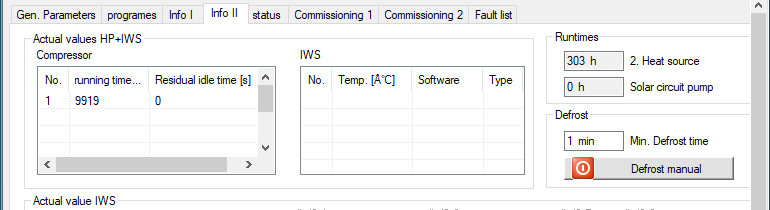 Gen. Parameters programes Info I Info II status Commissioning 1 Commissioning 2 Fault list
Actual values HP+IWS
Compressor
No. running time... Residual idle time [s]
1 9919 0
IWS
No. Temp. [Â°C] Software Type
Runtimes
303 h 2. Heat source
0 h Solar circuit pump
Defrost
1 min Min. Defrost time
Defrost manual
Actual value IWS